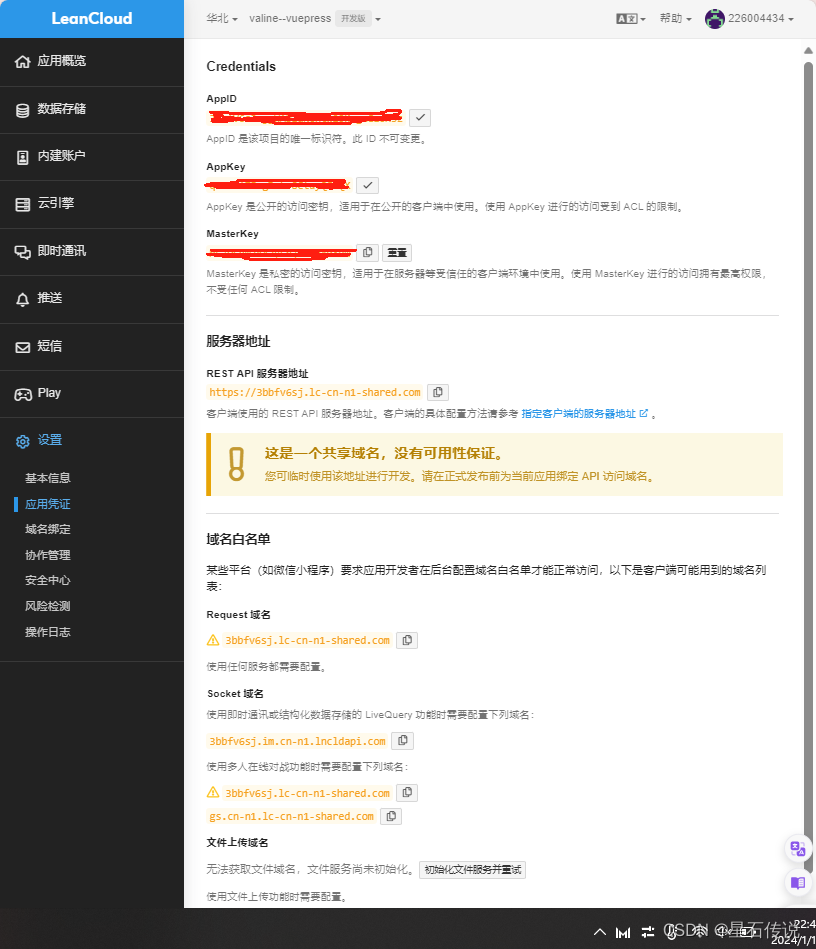 LeanCloud
华北
valine--vuepress
开发版
帮助
226004434
应用概览
数据存储
内建账户
云引擎
即时通讯
推送
短信
Play
设置
基本信息
应用凭证
域名绑定
协作管理
安全中心
风险检测
操作日志
Credentials
AppID
AppID 是该项目的唯一标识符。此 ID 不可变更。
AppKey
AppKey 是公开的访问密钥，适用于在公开的客户端中使用。使用 AppKey 进行的访问受到 ACL 的限制。
MasterKey
重置
MasterKey 是私密的访问密钥，适用于在服务器等受信任的客户端环境中使用。使用 MasterKey 进行的访问拥有最高权限，
不受任何 ACL 限制。
服务器地址
REST API 服务器地址
https://3bbfv6sj.lc-cn-n1-shared.com
客户端使用的 REST API 服务器地址。客户端的具体配置方法请参考 指定客户端的服务器地址 。
这是一个共享域名，没有可用性保证。
您可临时使用该地址进行开发。请在正式发布前为当前应用绑定 API 访问域名。
域名白名单
某些平台（如微信小程序）要求应用开发者在后台配置域名白名单才能正常访问，以下是客户端可能用到的域名列
表：
Request 域名
3bbfv6sj.lc-cn-n1-shared.com
使用任何服务都需要配置。
Socket 域名
使用即时通讯或结构化数据存储的 LiveQuery 功能时需要配置下列域名：
3bbfv6sj.im.cn-n1.lncldapi.com
使用多人在线对战功能时需要配置下列域名：
3bbfv6sj.lc-cn-n1-shared.com
gs.cn-n1.lc-cn-n1-shared.com
文件上传域名
无法获取文件域名，文件服务尚未初始化。 初始化文件服务并重试
使用文件上传功能时需要配置。
CSDN @星石传说
22:4
2024/1/1